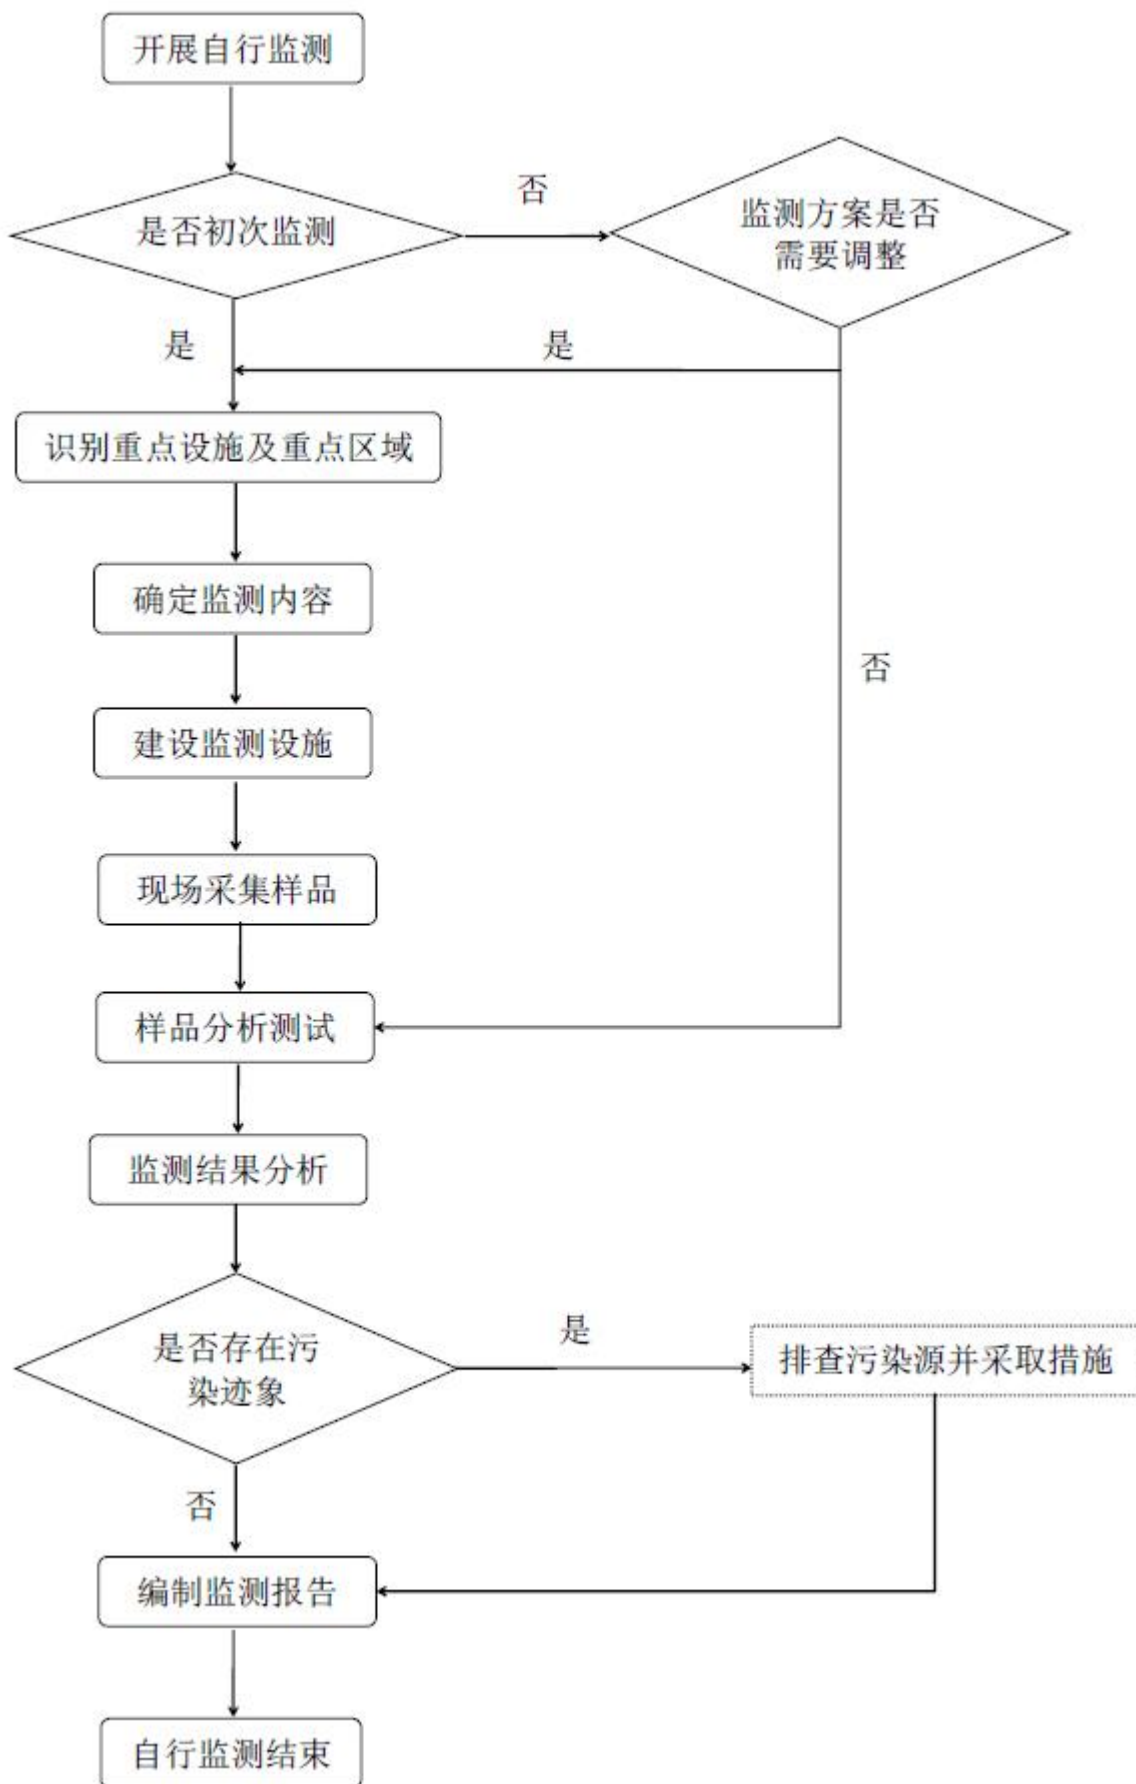 开展自行监测
是否初次监测
否
监测方案是否
需要调整
是
是
识别重点设施及重点区域
确定监测内容
否
建设监测设施
现场采集样品
样品分析测试
监测结果分析
是否存在污
染迹象
是
排查污染源并采取措施
否
编制监测报告
自行监测结束